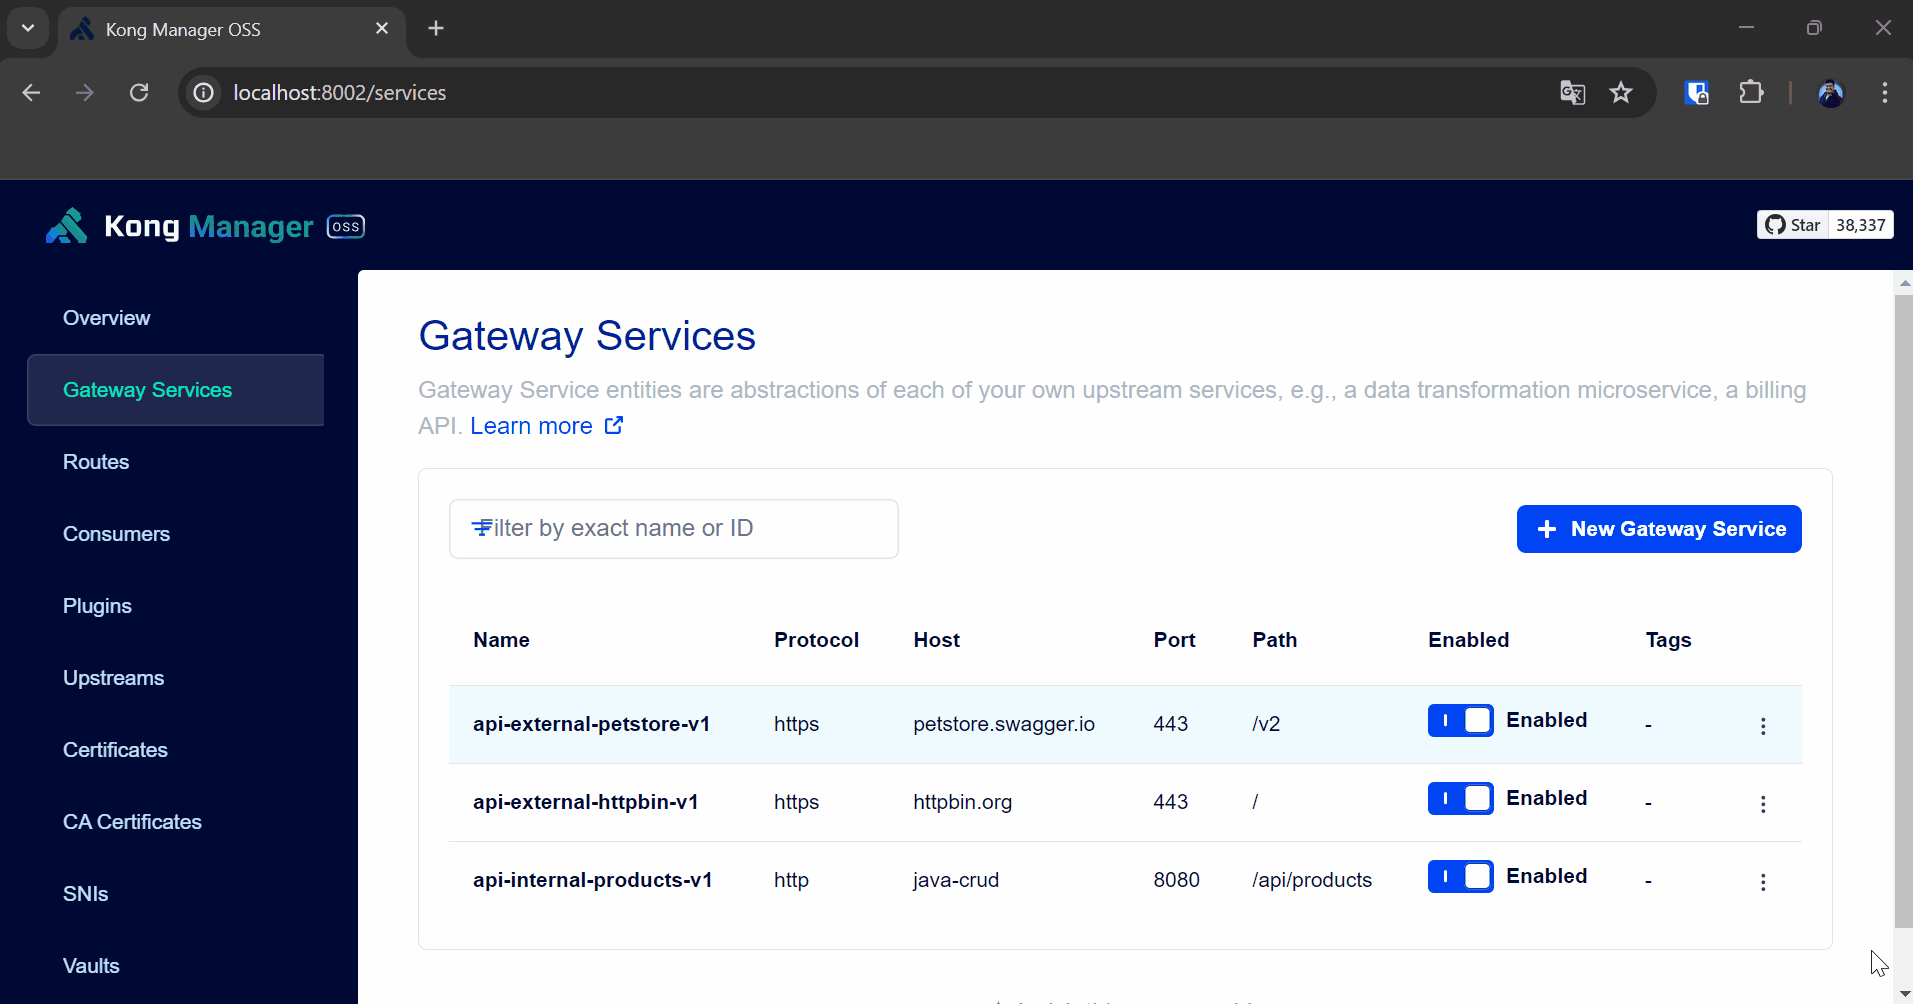 Kong Manager OSS
localhost:8002/services
Kong Manager OSS
Star 38,337
Overview
Gateway Services
Routes
Consumers
Plugins
Upstreams
Certificates
CA Certificates
SNIs
Vaults
Gateway Services
Gateway Service entities are abstractions of each of your own upstream services, e.g., a data transformation microservice, a billing
API. Learn more
Filter by exact name or ID
New Gateway Service
Name Protocol Host Port Path Enabled Tags
api-external-petstore-v1 https petstore.swagger.io 443 /v2 Enabled -
api-external-httpbin-v1 https httpbin.org 443 / Enabled -
api-internal-products-v1 http java-crud 8080 /api/products Enabled -